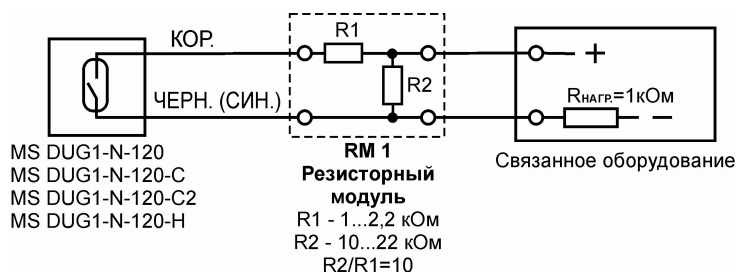 КОР.
ЧЕРН. (СИН.)
R1
R2
+
Rнагр.=1кОм
−
MS DUG1-N-120
MS DUG1-N-120-C
MS DUG1-N-120-C2
MS DUG1-N-120-H
RM 1
Резисторный
модуль
R1 - 1...2,2 кОм
R2 - 10...22 кОм
R2/R1=10
Связанное оборудование